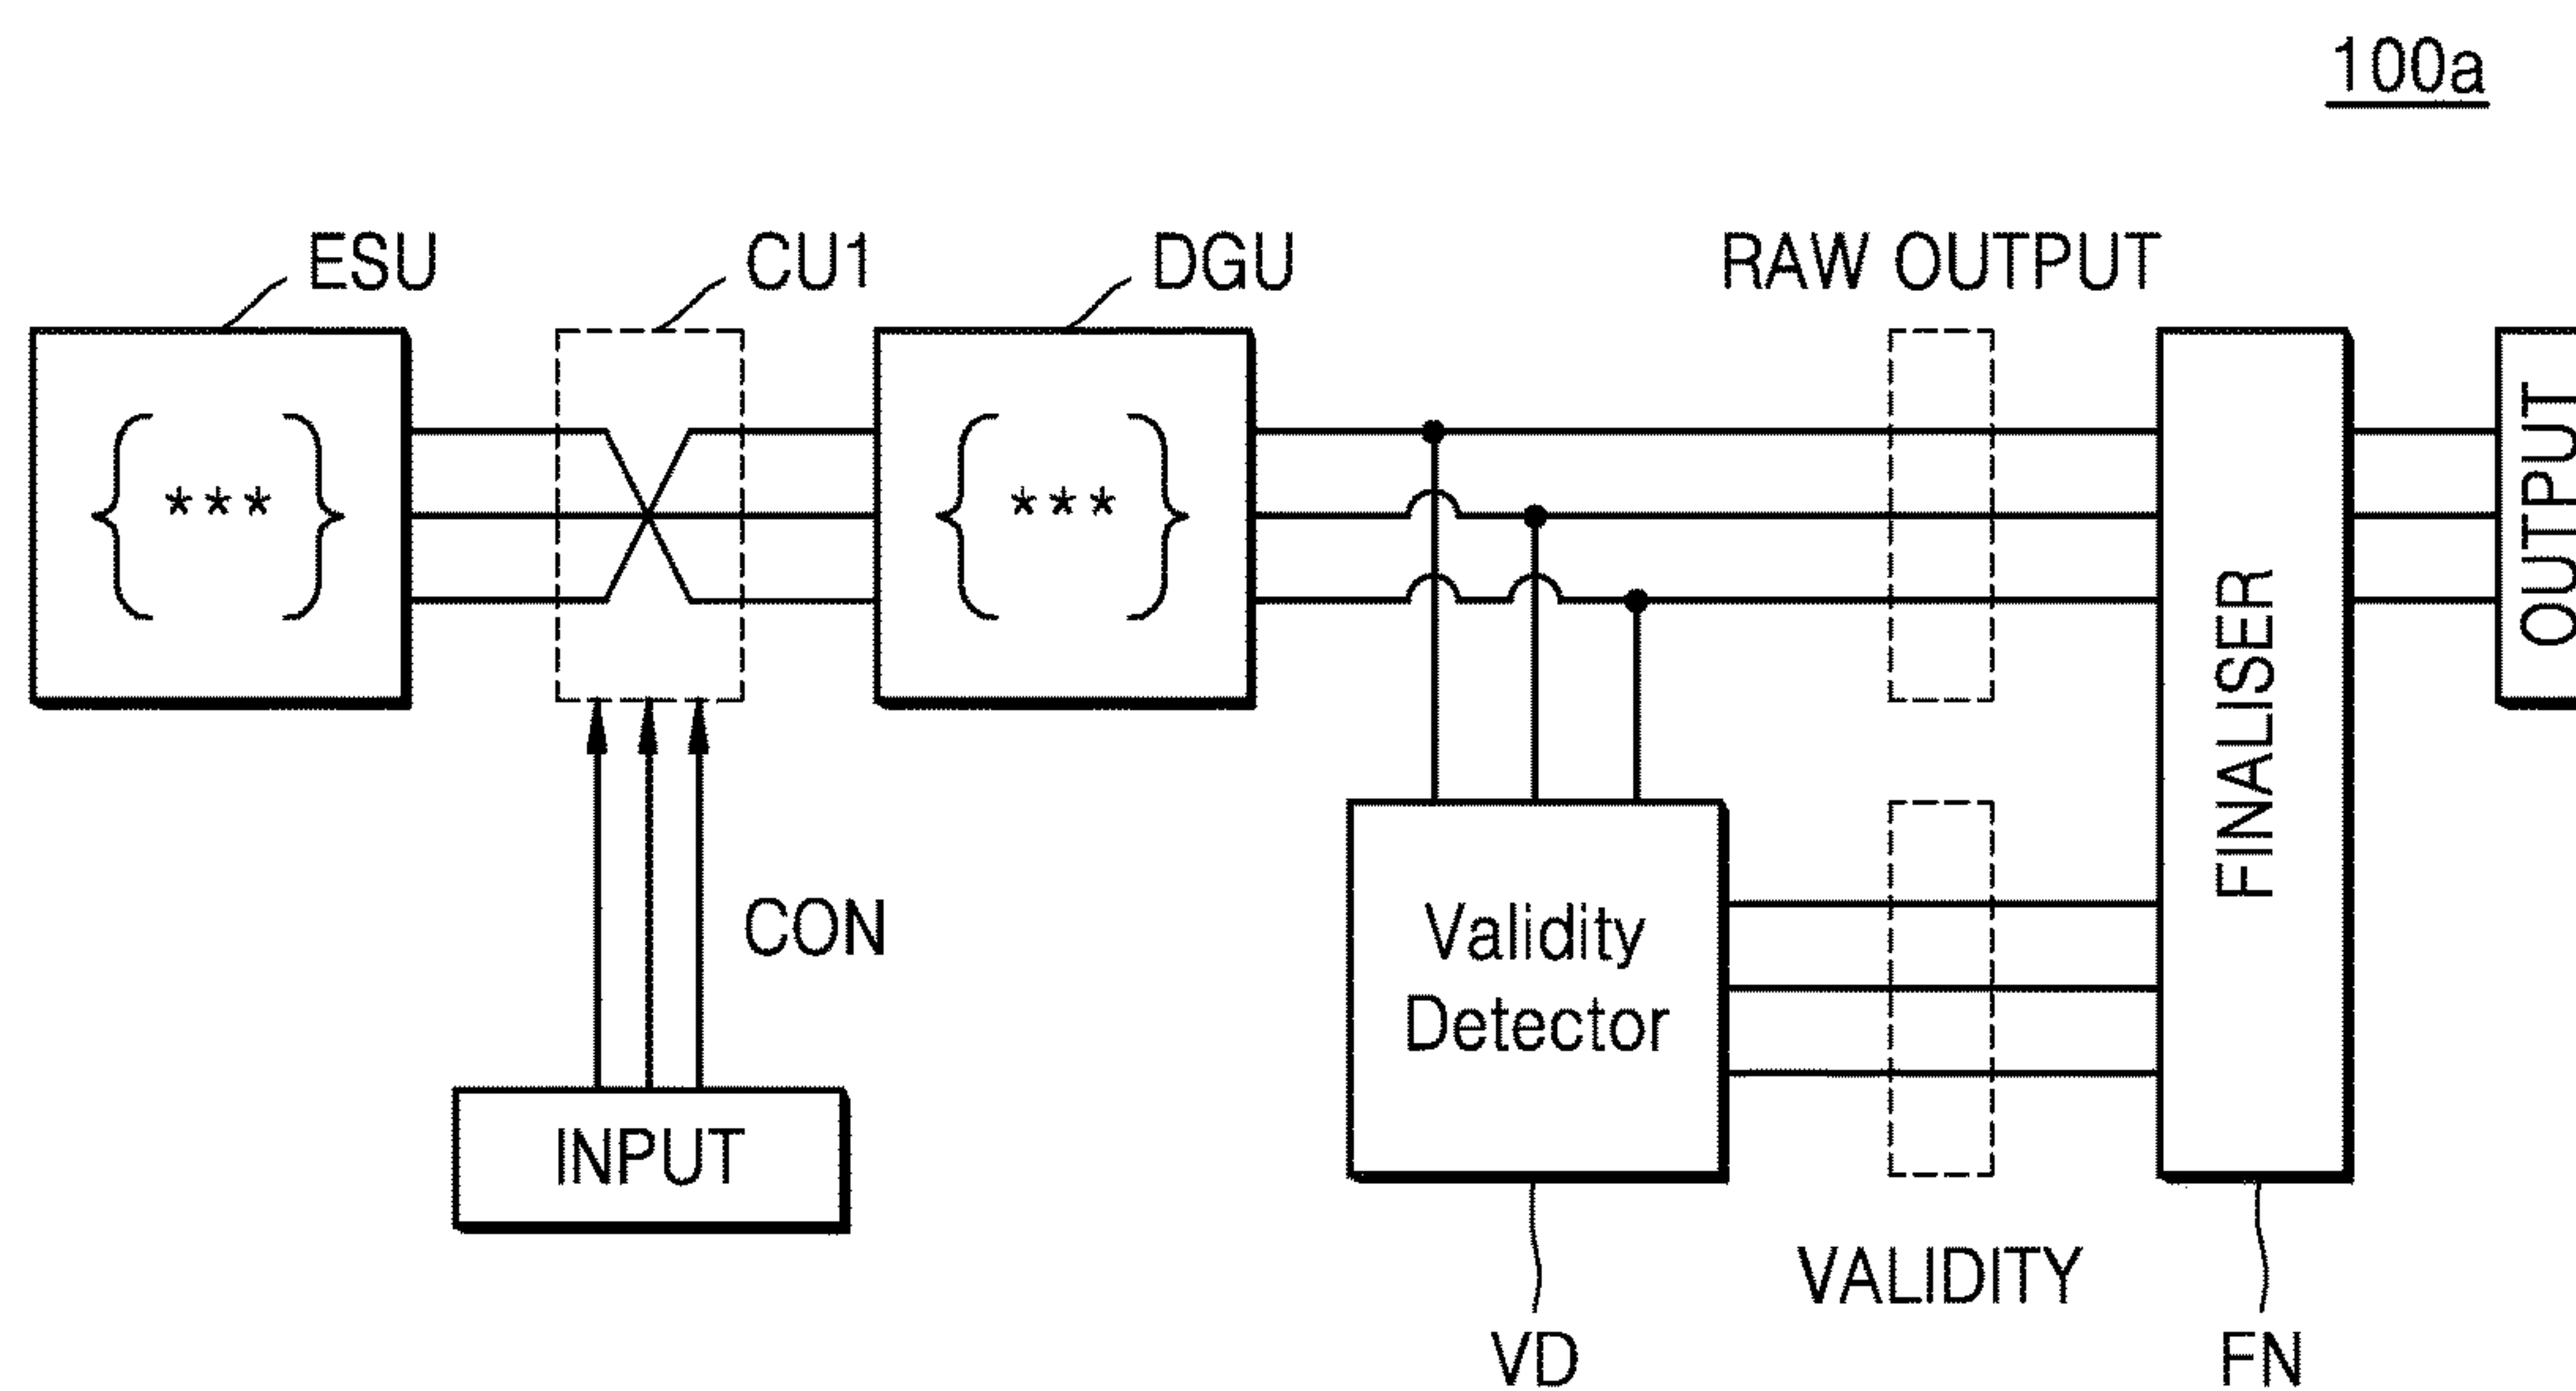 100a
ESU
CU1
DGU
RAW OUTPUT
{ *** }
{ *** }
FINALISER
OUTPUT
CON
Validity
Detector
INPUT
VALIDITY
VD
FN